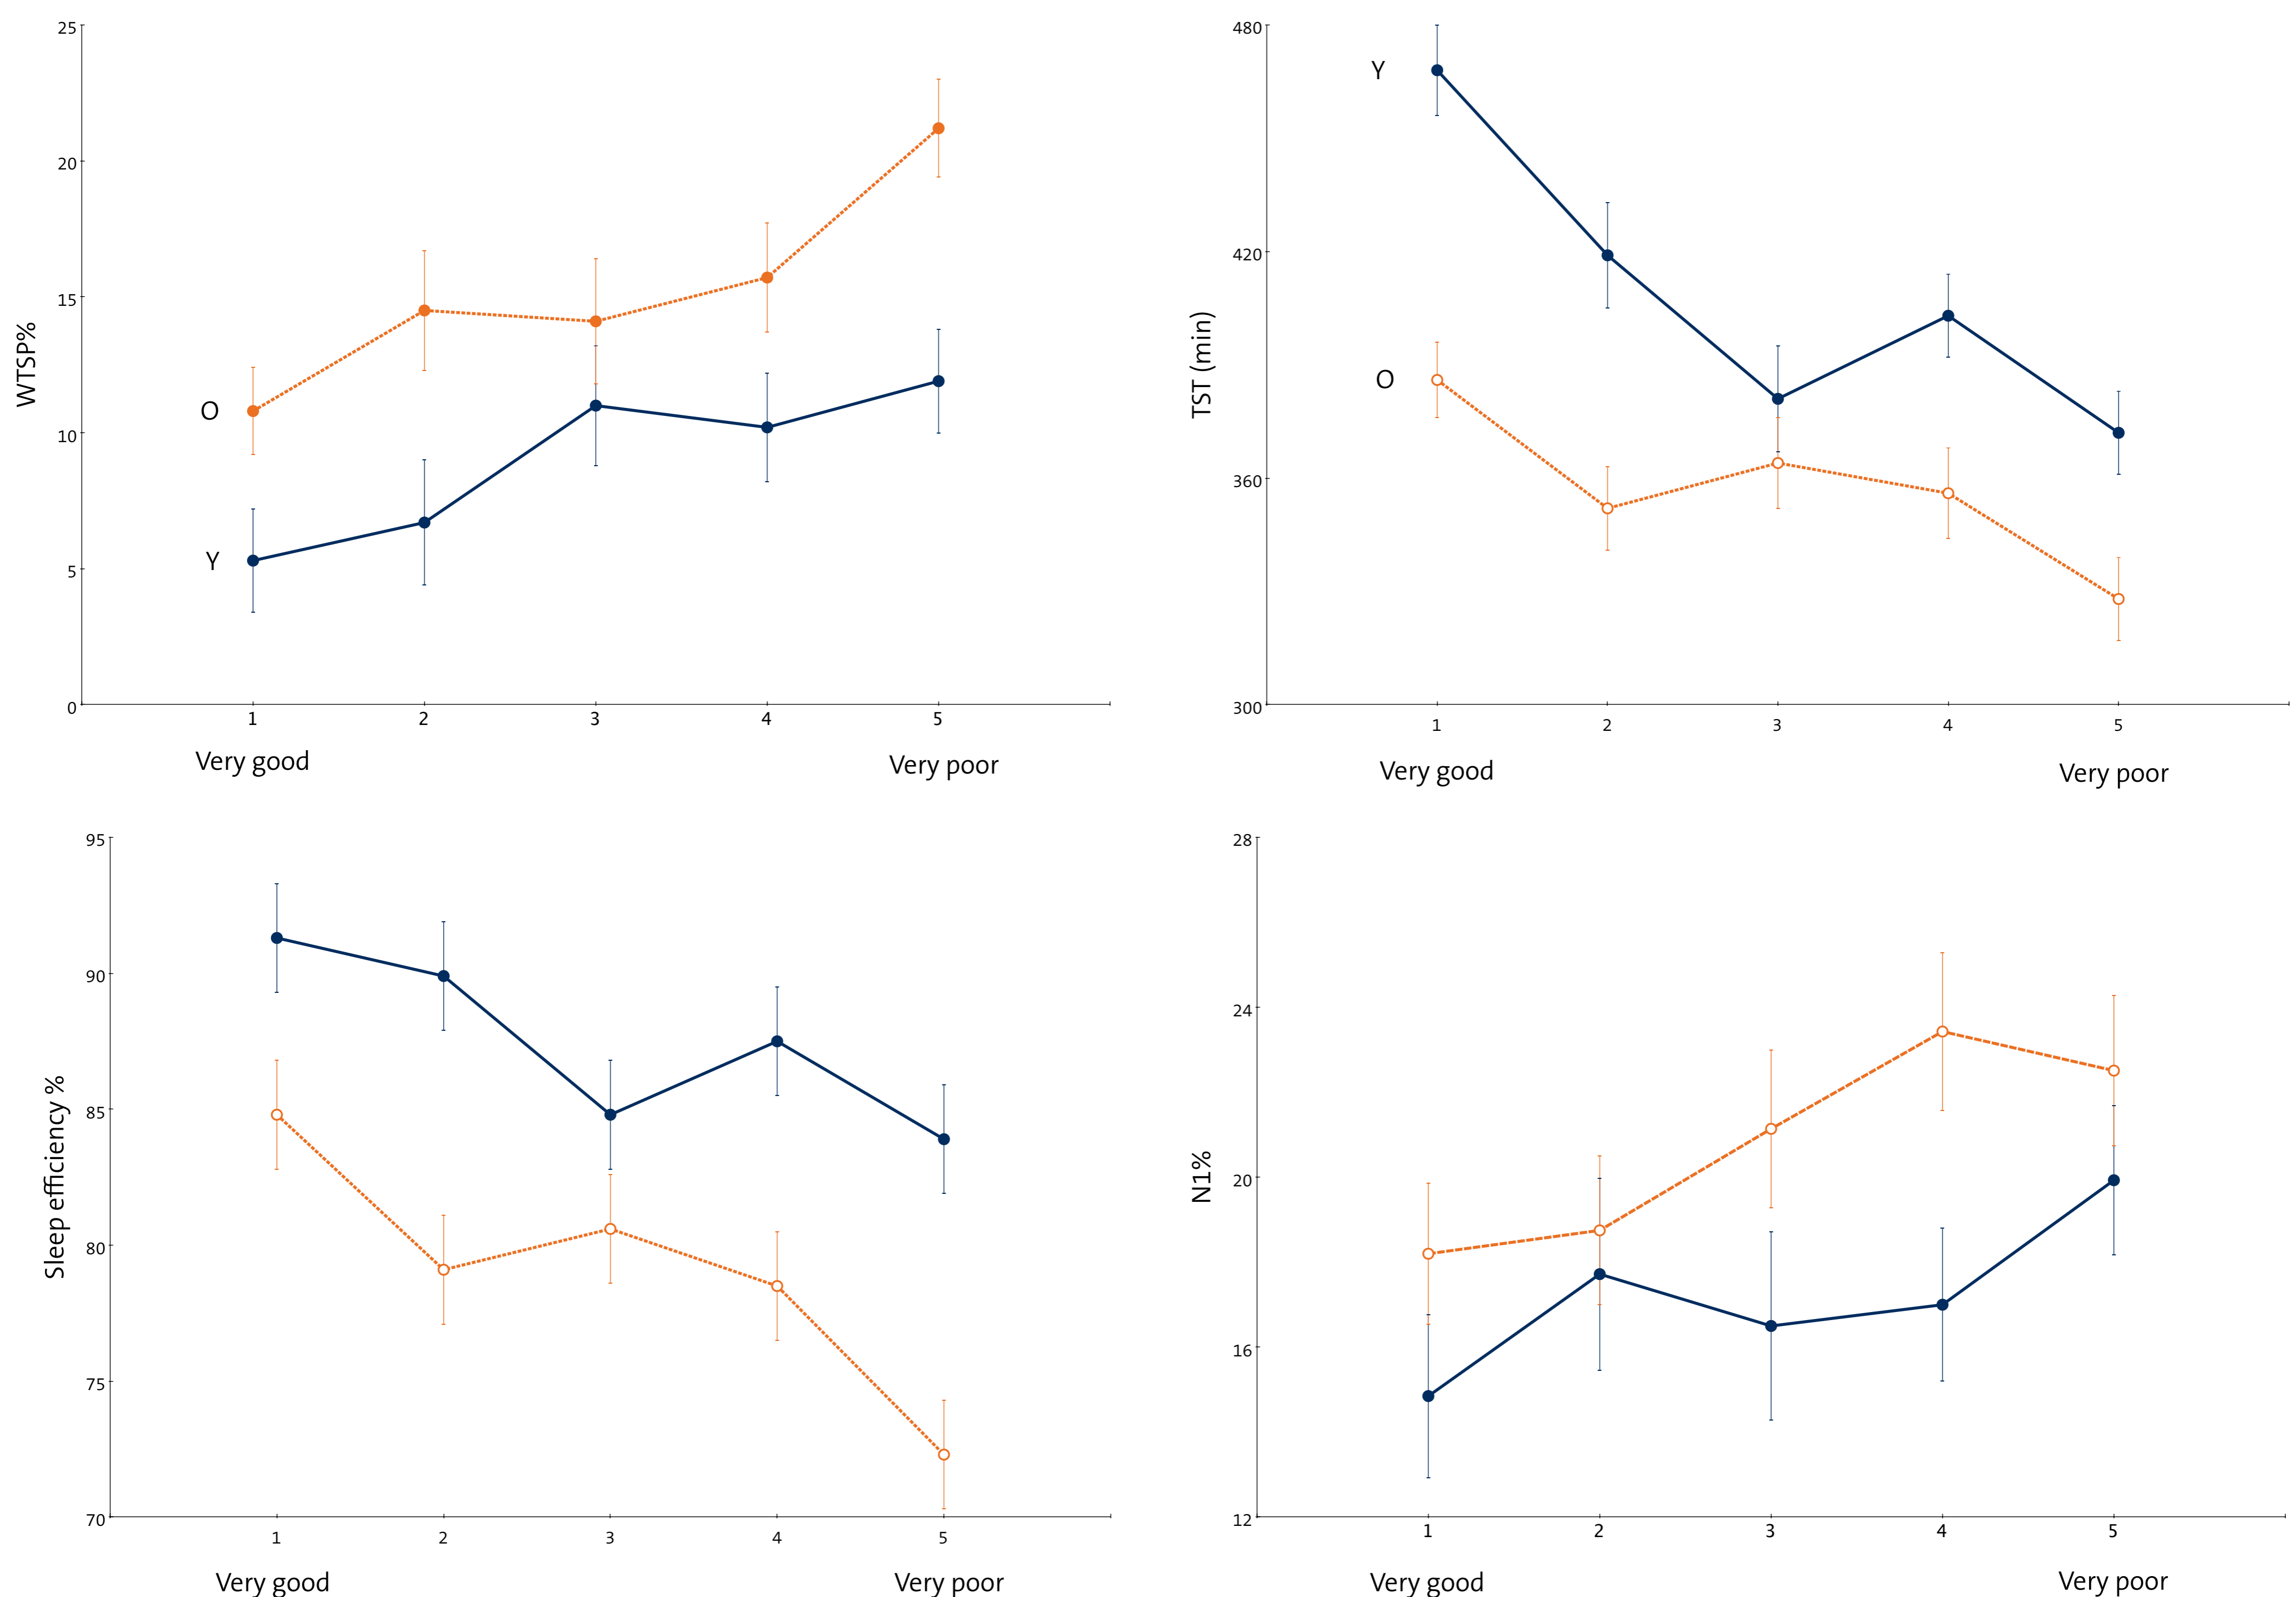 25
20
15
10
5
0
WTSP%
O
Y
1 2 3 4 5
Very good Very poor
480
420
360
300
TST (min)
Y
O
1 2 3 4 5
Very good Very poor
95
90
85
80
75
70
Sleep efficiency %
1 2 3 4 5
Very good Very poor
28
24
20
16
12
N1%
1 2 3 4 5
Very good Very poor